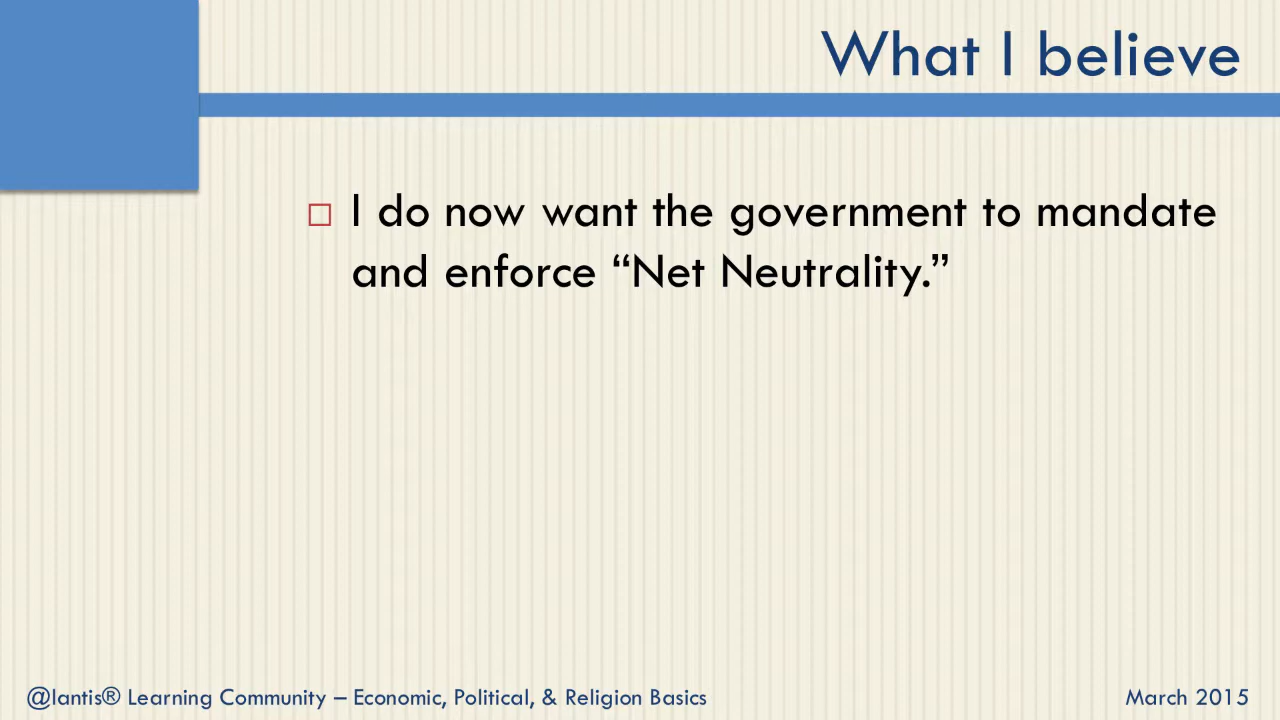 What I believe
I do now want the government to mandate
and enforce “Net Neutrality.”
@lantis® Learning Community – Economic, Political, & Religion Basics
March 2015